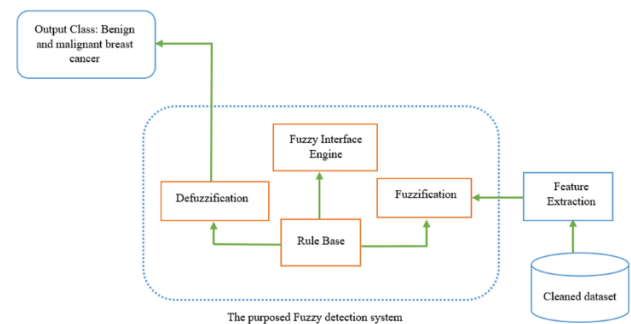 Output Class: Benign
and malignant breast
cancer
Fuzzy Interface
Engine
Defuzzification
Fuzzification
Feature
Extraction
Rule Base
Cleaned dataset
The purposed Fuzzy detection system